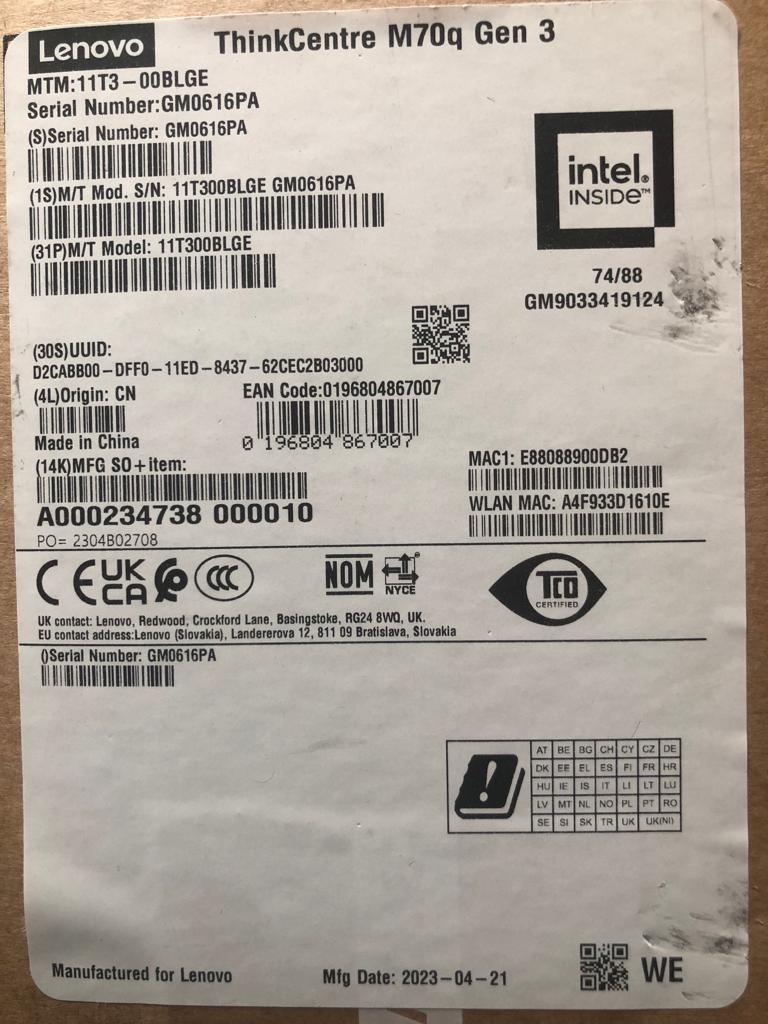 Lenovo
ThinkCentre M70q Gen 3
MTM:11T3-00BLGE
Serial Number:GM0616PA
(S)Serial Number: GM0616PA
(1S)M/T Mod. S/N: 11T300BLGE GM0616PA
(31P)M/T Model: 11T300BLGE
intel.
INSIDE™
74/88
GM9033419124
(30S)UUID:
D2CABB00-DFF0-11ED-8437-62CEC2B03000
(4L)Origin: CN
EAN Code:0196804867007
Made in China
0 196804 867007
(14K)MFG SO+item:
MAC1: E88088900DB2
WLAN MAC: A4F933D1610E
A000234738 000010
PO= 2304B02708
CE UK CA CCC NOM NYCE TCO CERTIFIED
UK contact: Lenovo, Redwood, Crockford Lane, Basingstoke, RG24 8WQ, UK.
EU contact address:Lenovo (Slovakia), Landererova 12, 811 09 Bratislava, Slovakia
()Serial Number: GM0616PA
AT BE BG CH CY CZ DE
DK EE EL ES FI FR HR
HU IE IS IT LI LT LU
LV MT NL NO PL PT RO
SE SI SK TR UK UK(NI)
Manufactured for Lenovo
Mfg Date: 2023-04-21
WE